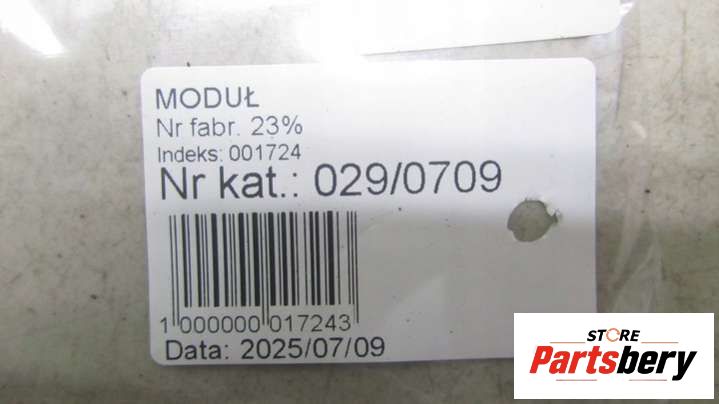 MODUŁ
Nr fabr. 23%
Indeks: 001724
Nr kat.: 029/0709
1 000000 017243
Data: 2025/07/09
STORE
Partsbery